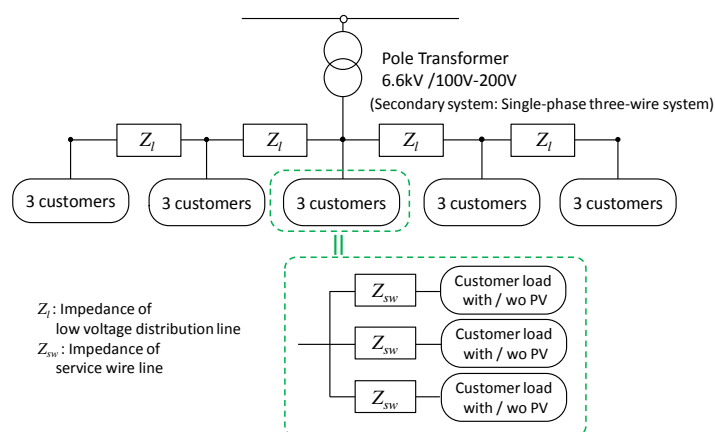 Pole Transformer
6.6kV /100V-200V
(Secondary system: Single-phase three-wire system)
Z_l
Z_l
Z_l
Z_l
3 customers
3 customers
3 customers
3 customers
3 customers
Z_l : Impedance of
low voltage distribution line
Z_sw : Impedance of
service wire line
Z_sw
Customer load
with / wo PV
Z_sw
Customer load
with / wo PV
Z_sw
Customer load
with / wo PV